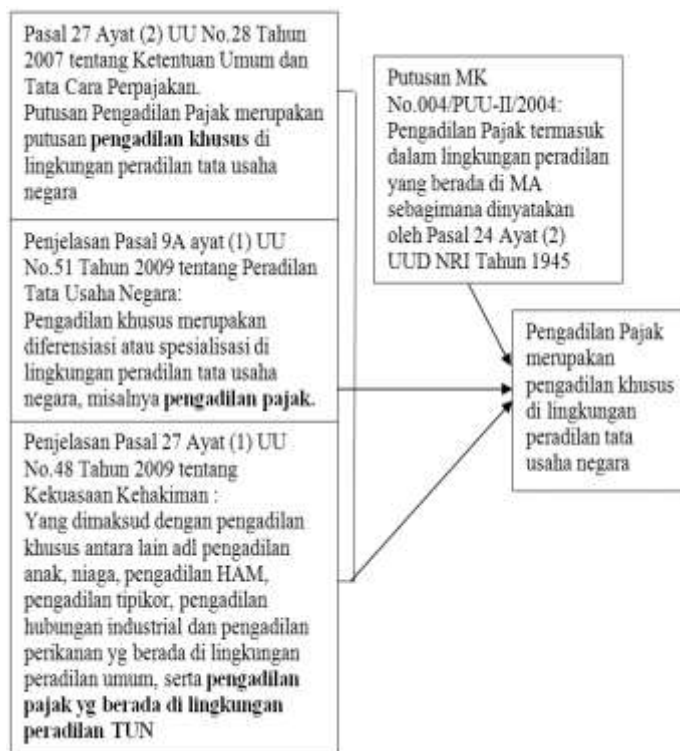 Pasal 27 Ayat (2) UU No.28 Tahun
2007 tentang Ketentuan Umum dan
Tata Cara Perpajakan.
Putusan Pengadilan Pajak merupakan
putusan pengadilan khusus di
lingkungan peradilan tata usaha
negara
Penjelasan Pasal 9A ayat (1) UU
No.51 Tahun 2009 tentang Peradilan
Tata Usaha Negara:
Pengadilan khusus merupakan
diferensiasi atau spesialisasi di
lingkungan peradilan tata usaha
negara, misalnya pengadilan pajak.
Penjelasan Pasal 27 Ayat (1) UU
No.48 Tahun 2009 tentang
Kekuasaan Kehakiman :
Yang dimaksud dengan pengadilan
khusus antara lain adl pengadilan
anak, niaga, pengadilan HAM,
pengadilan tipikor, pengadilan
hubungan industrial dan pengadilan
perikanan yg berada di lingkungan
peradilan umum, serta pengadilan
pajak yg berada di lingkungan
peradilan TUN
Putusan MK
No.004/PUU-II/2004:
Pengadilan Pajak termasuk
dalam lingkungan peradilan
yang berada di MA
sebagimana dinyatakan
oleh Pasal 24 Ayat (2)
UUD NRI Tahun 1945
Pengadilan Pajak
merupakan
pengadilan khusus
di lingkungan
peradilan tata
usaha negara